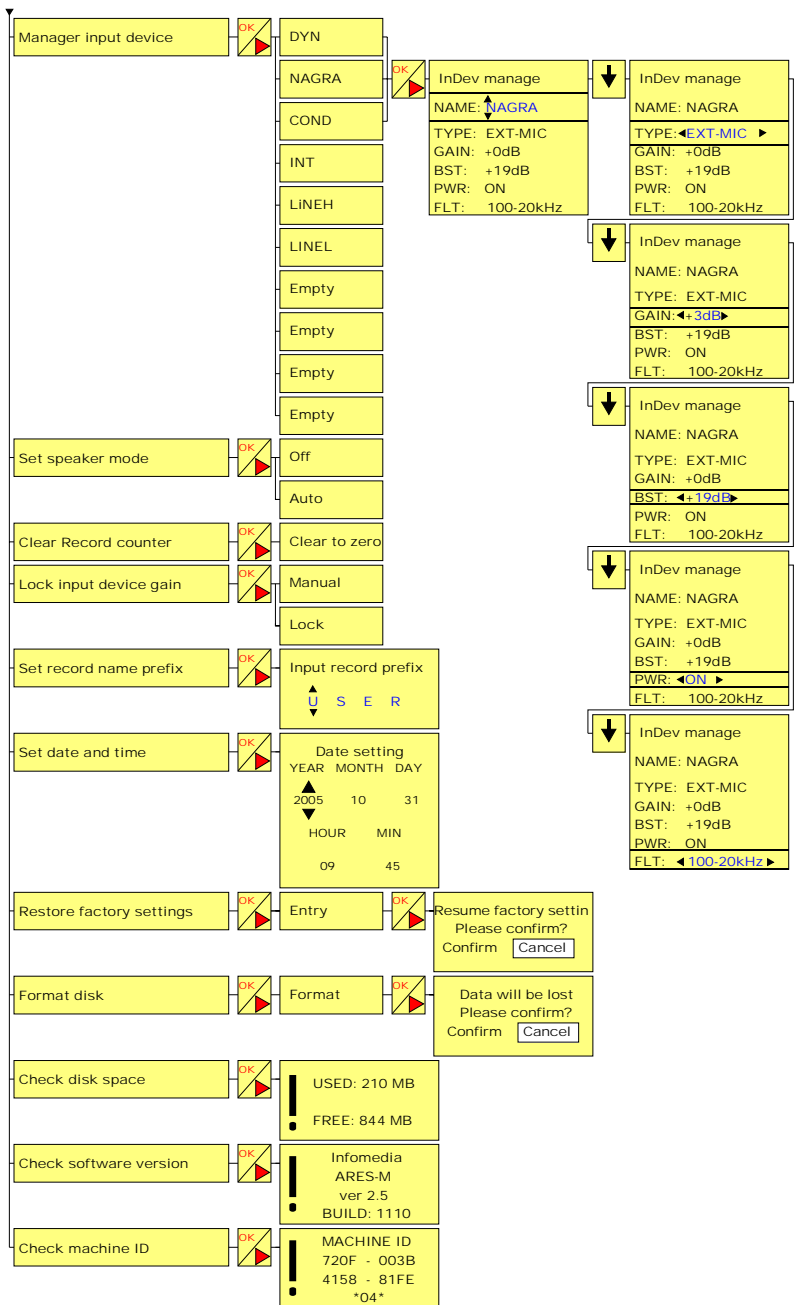 Manager input device
OK
DYN
NAGRA
COND
INT
LiNEH
LINEL
Empty
Empty
Empty
Empty
OK
InDev manage
NAME: NAGRA
TYPE: EXT-MIC
GAIN: +0dB
BST: +19dB
PWR: ON
FLT: 100-20kHz
InDev manage
NAME: NAGRA
TYPE: EXT-MIC
GAIN: +0dB
BST: +19dB
PWR: ON
FLT: 100-20kHz
InDev manage
NAME: NAGRA
TYPE: EXT-MIC
GAIN: +3dB
BST: +19dB
PWR: ON
FLT: 100-20kHz
InDev manage
NAME: NAGRA
TYPE: EXT-MIC
GAIN: +0dB
BST: +19dB
PWR: ON
FLT: 100-20kHz
InDev manage
NAME: NAGRA
TYPE: EXT-MIC
GAIN: +0dB
BST: +19dB
PWR: ON
FLT: 100-20kHz
InDev manage
NAME: NAGRA
TYPE: EXT-MIC
GAIN: +0dB
BST: +19dB
PWR: ON
FLT: 100-20kHz
Set speaker mode
OK
Off
Auto
Clear Record counter
OK
Clear to zero
Lock input device gain
OK
Manual
Lock
Set record name prefix
OK
Input record prefix
U S E R
Set date and time
OK
Date setting
YEAR MONTH DAY
2005 10 31
HOUR MIN
09 45
Restore factory settings
OK
Entry
OK
Resume factory settin
Please confirm?
Confirm Cancel
Format disk
OK
Format
OK
Data will be lost
Please confirm?
Confirm Cancel
Check disk space
OK
USED: 210 MB
FREE: 844 MB
Check software version
OK
Infomedia
ARES-M
ver 2.5
BUILD: 1110
Check machine ID
OK
MACHINE ID
720F - 003B
4158 - 81FE
*04*